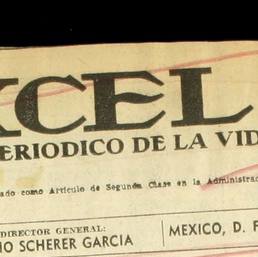 XCEL
ERIODICO DE LA VID
ado como Artículo de Segunda Clase en la Administrac
DIRECTOR GENERAL:
IO SCHERER GARCIA
MEXICO, D. F